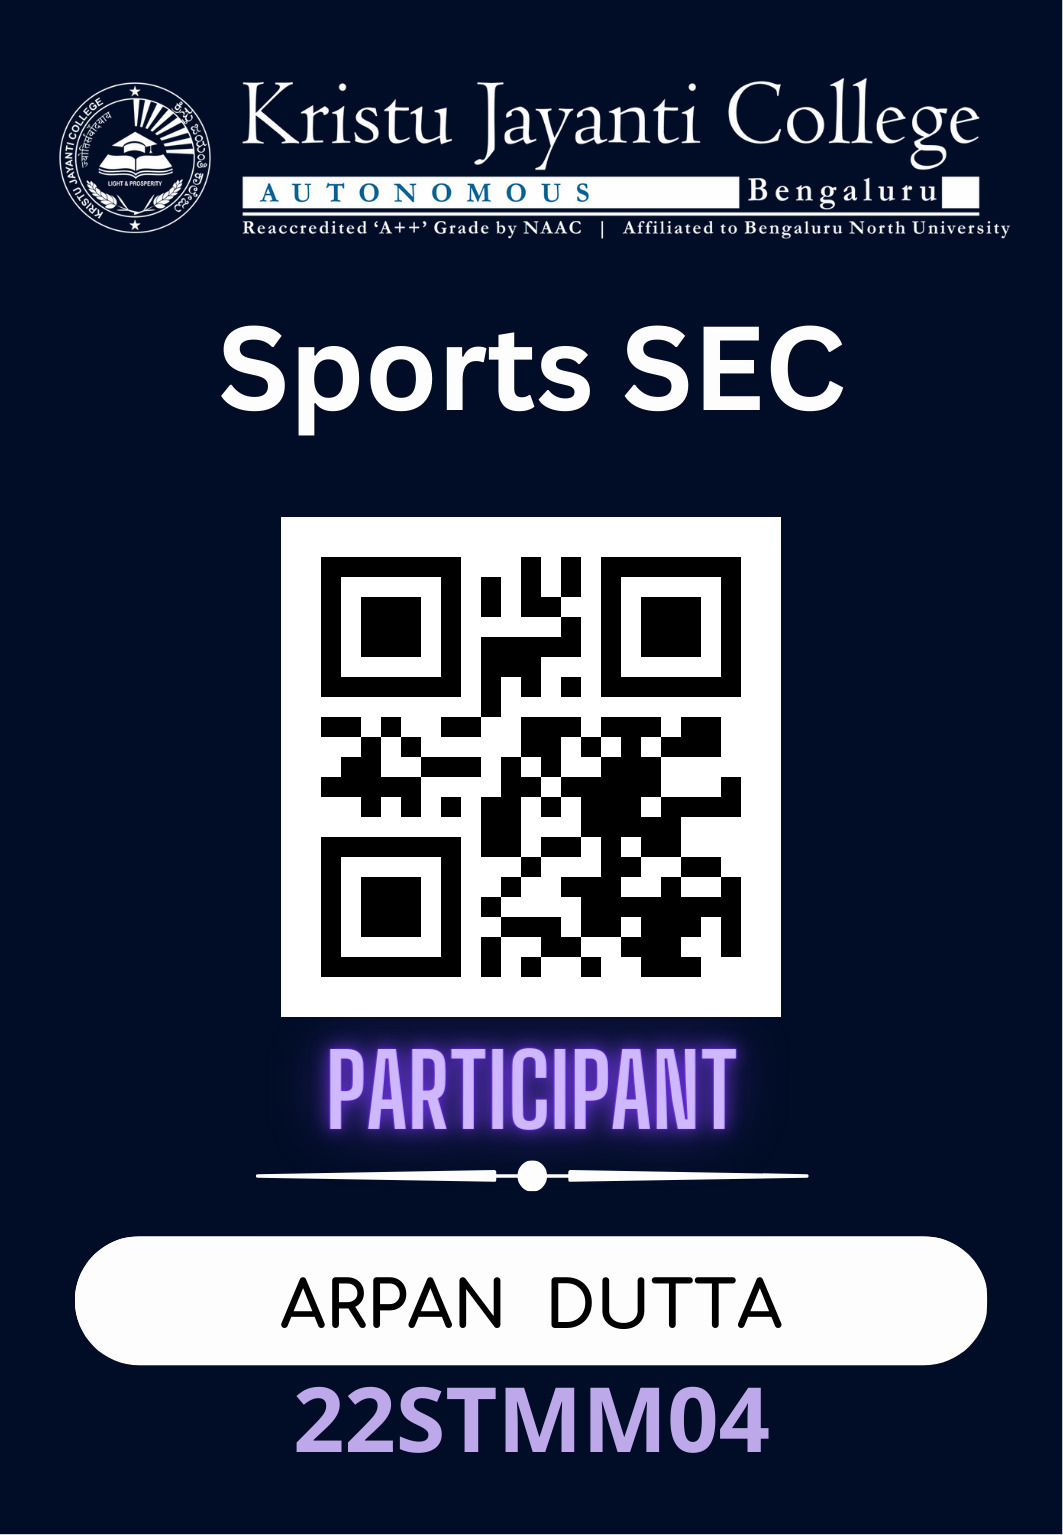 Kristu Jayanti College
AUTONOMOUS Bengaluru
Reaccredited ‘A++’ Grade by NAAC | Affiliated to Bengaluru North University
KRISTU JAYANTI COLLEGE
LIGHT & PROSPERITY
Sports SEC
PARTICIPANT
ARPAN DUTTA
22STMM04